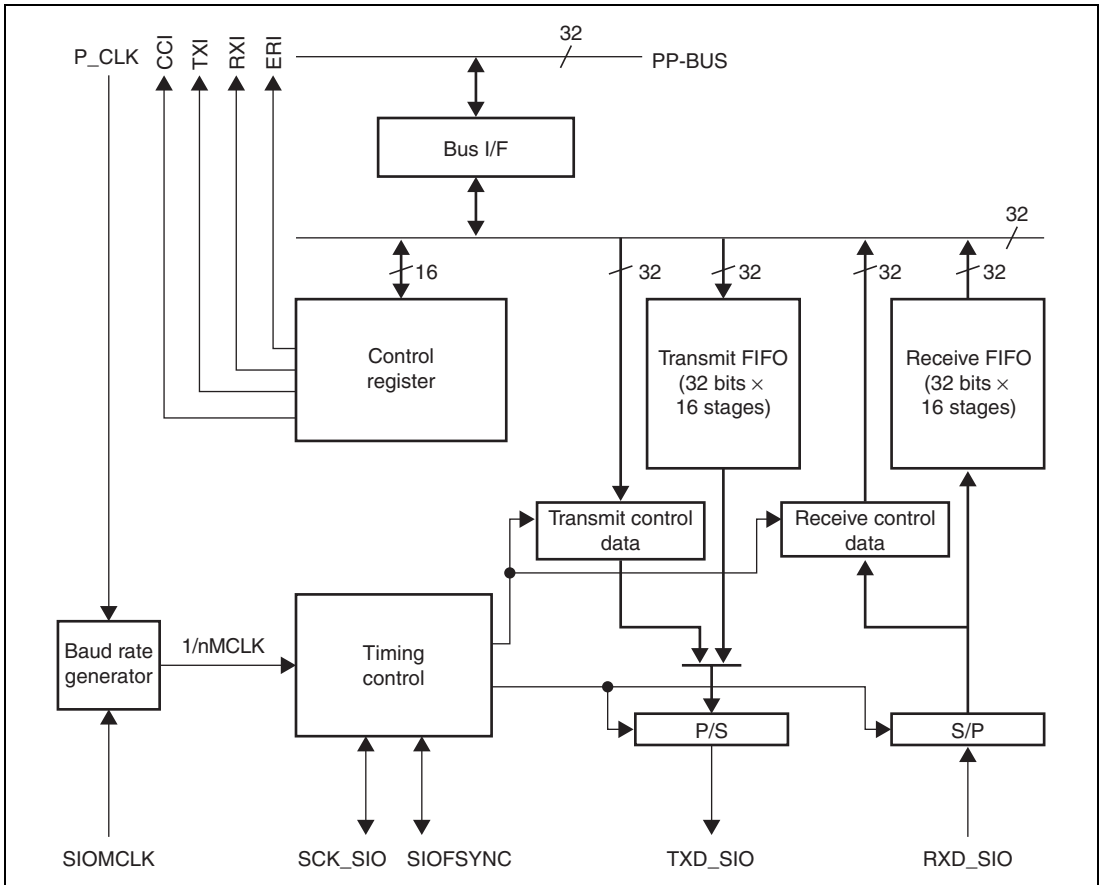 P_CLK
CCI
TXI
RXI
ERI
32
PP-BUS
Bus I/F
32
16
32
32
32
32
Control
register
Transmit FIFO
(32 bits ×
16 stages)
Receive FIFO
(32 bits ×
16 stages)
Transmit control
data
Receive control
data
Baud rate
generator
1/nMCLK
Timing
control
P/S
S/P
SIOMCLK
SCK_SIO
SIOFSYNC
TXD_SIO
RXD_SIO